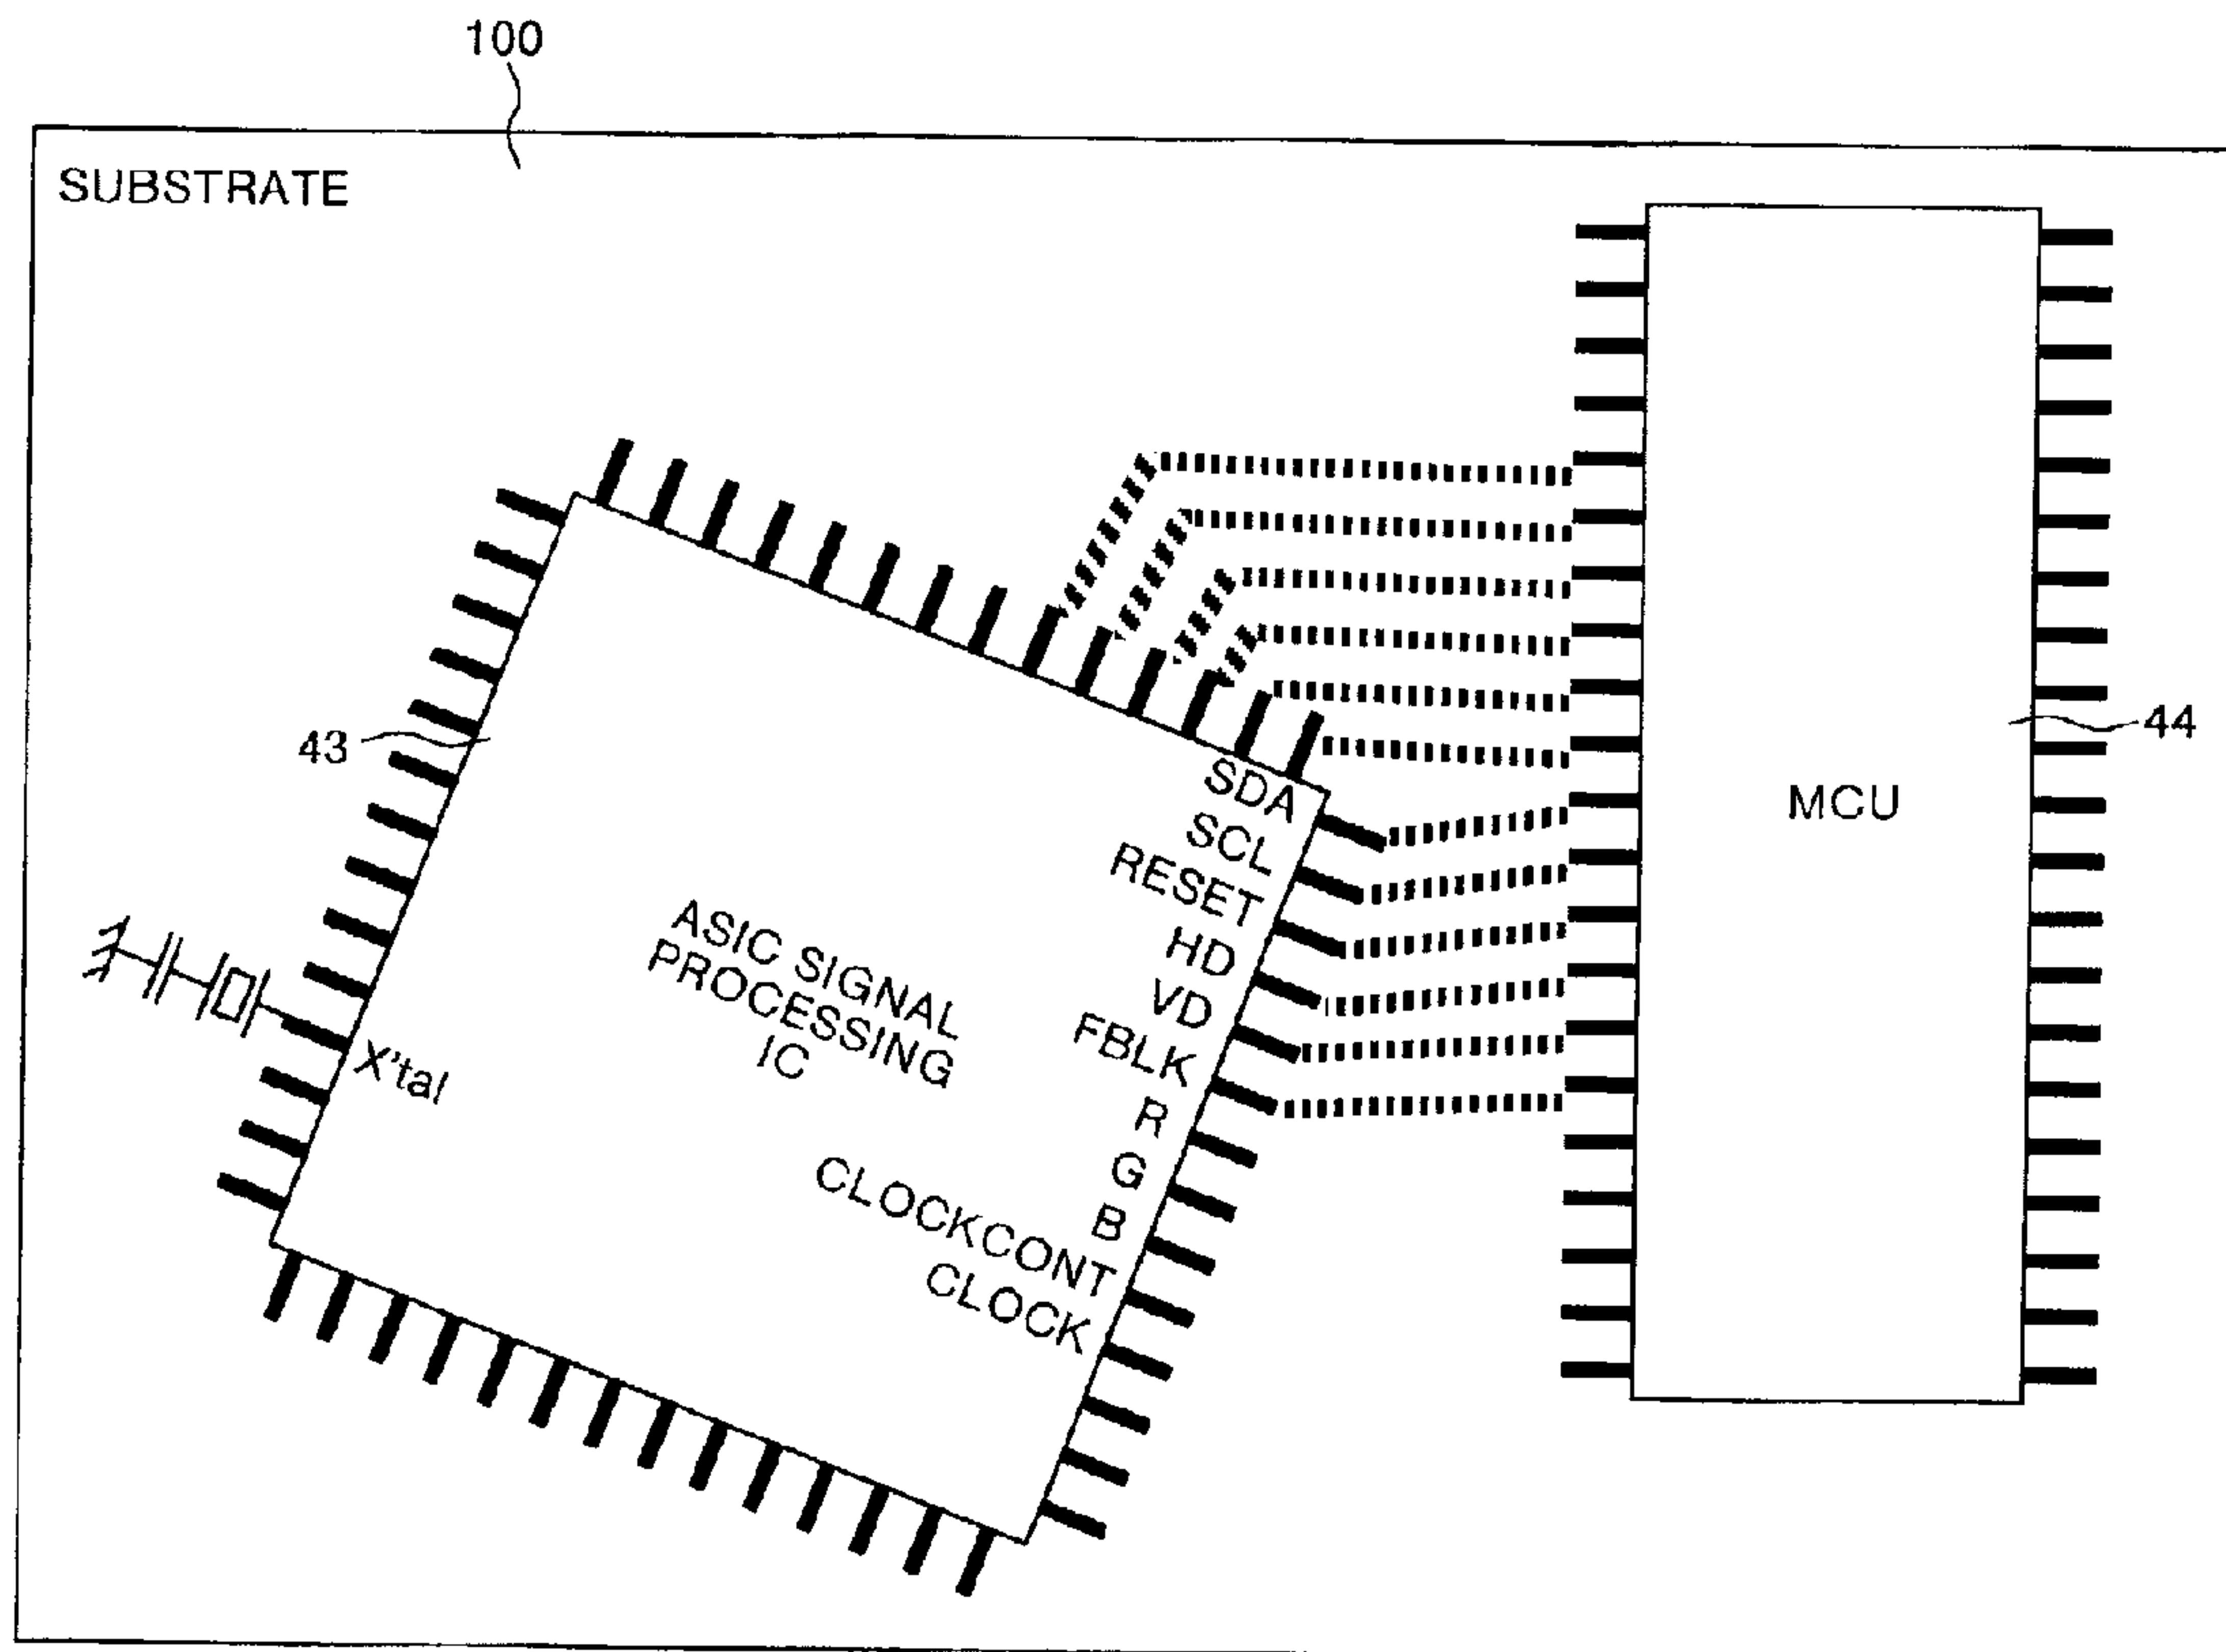 100
SUBSTRATE
43
44
MCU
SDA
SCL
RESET
HD
VD
FBLK
R
G
B
CLOCKCONT
CLOCK
ASIC SIGNAL
PROCESSING
IC
X'tal